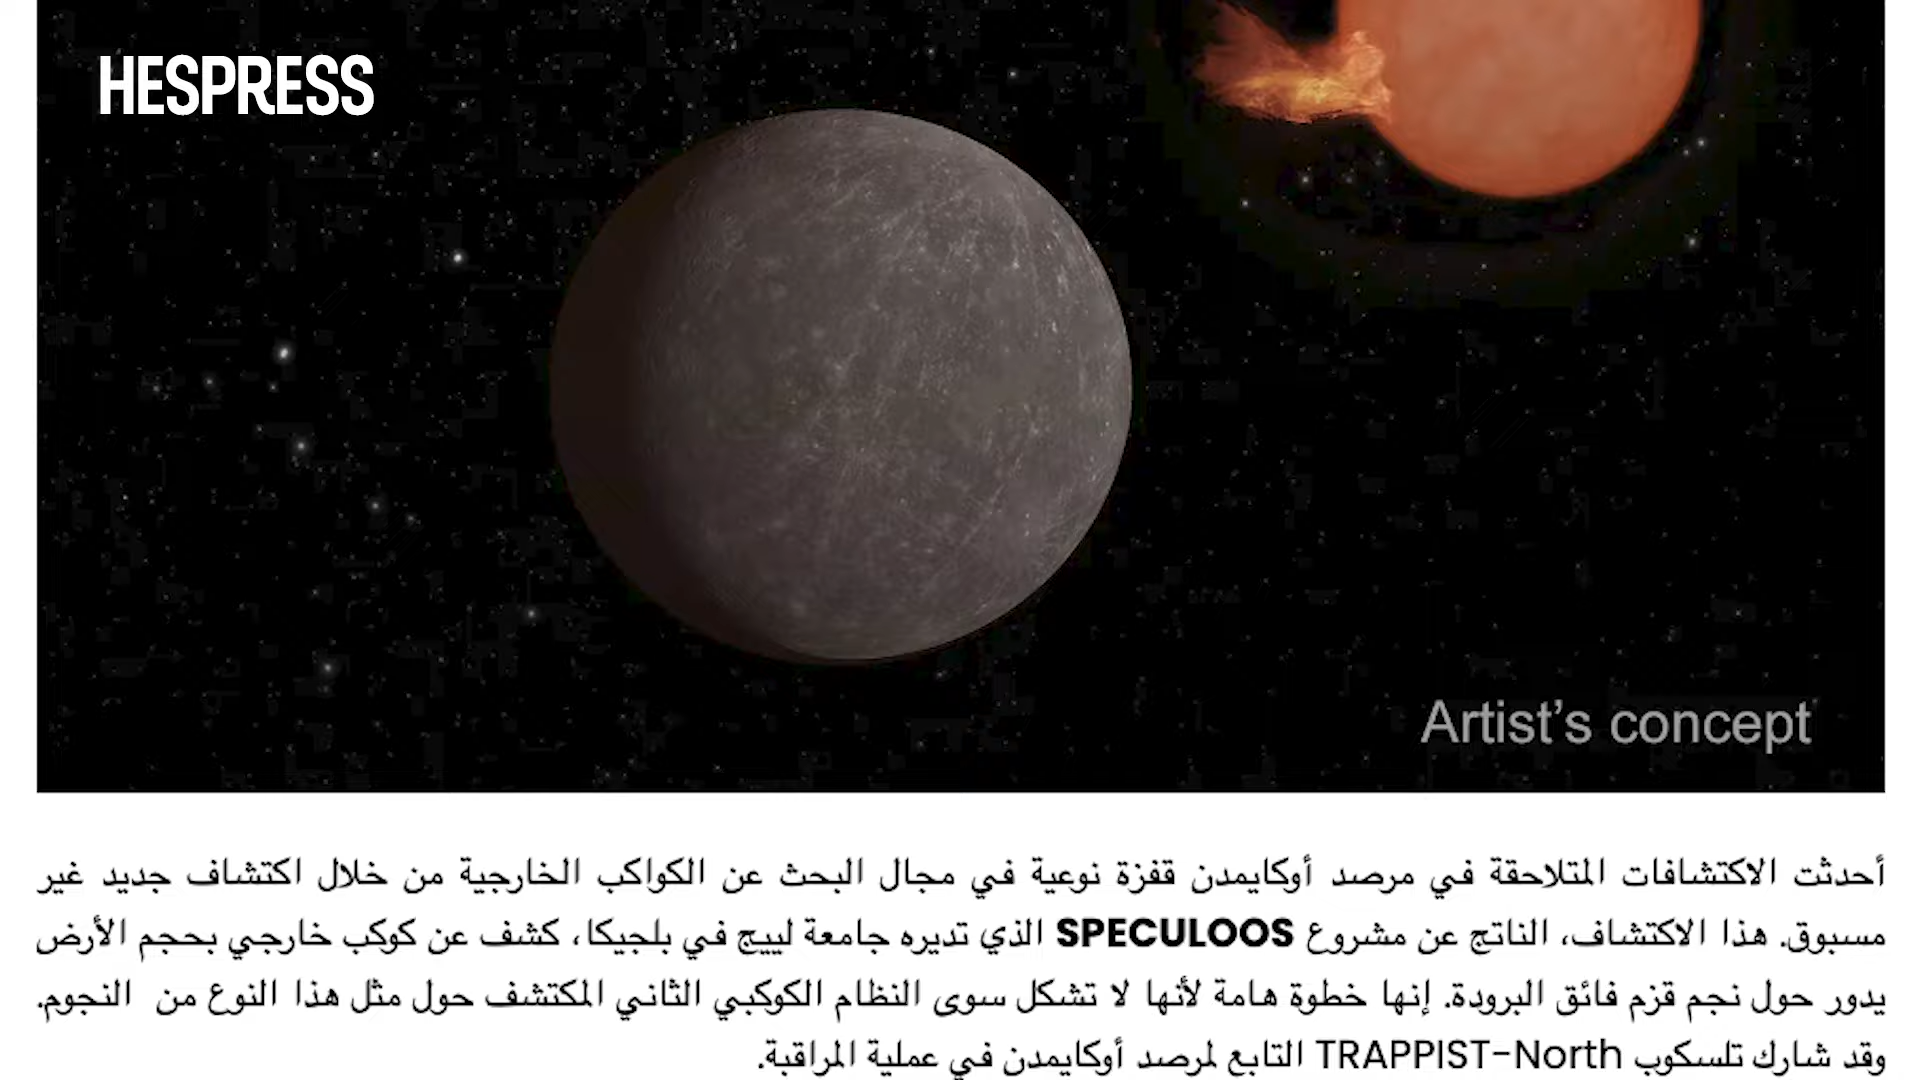 HESPRESS
Artist's concept
أحدثت الاكتشافات المتلاحقة في مرصد أوكايمدن قفزة نوعية في مجال البحث عن الكواكب الخارجية من خلال اكتشاف جديد غير
مسبوق. هذا الاكتشاف، الناتج عن مشروع SPECULOOS الذي تديره جامعة لييج في بلجيكا، كشف عن كوكب خارجي بحجم الأرض
يدور حول نجم قزم فائق البرودة. إنها خطوة هامة لأنها لا تشكل سوى النظام الكوكبي الثاني المكتشف حول مثل هذا النوع من النجوم.
وقد شارك تلسكوب TRAPPIST-North التابع لمرصد أوكايمدن في عملية المراقبة.